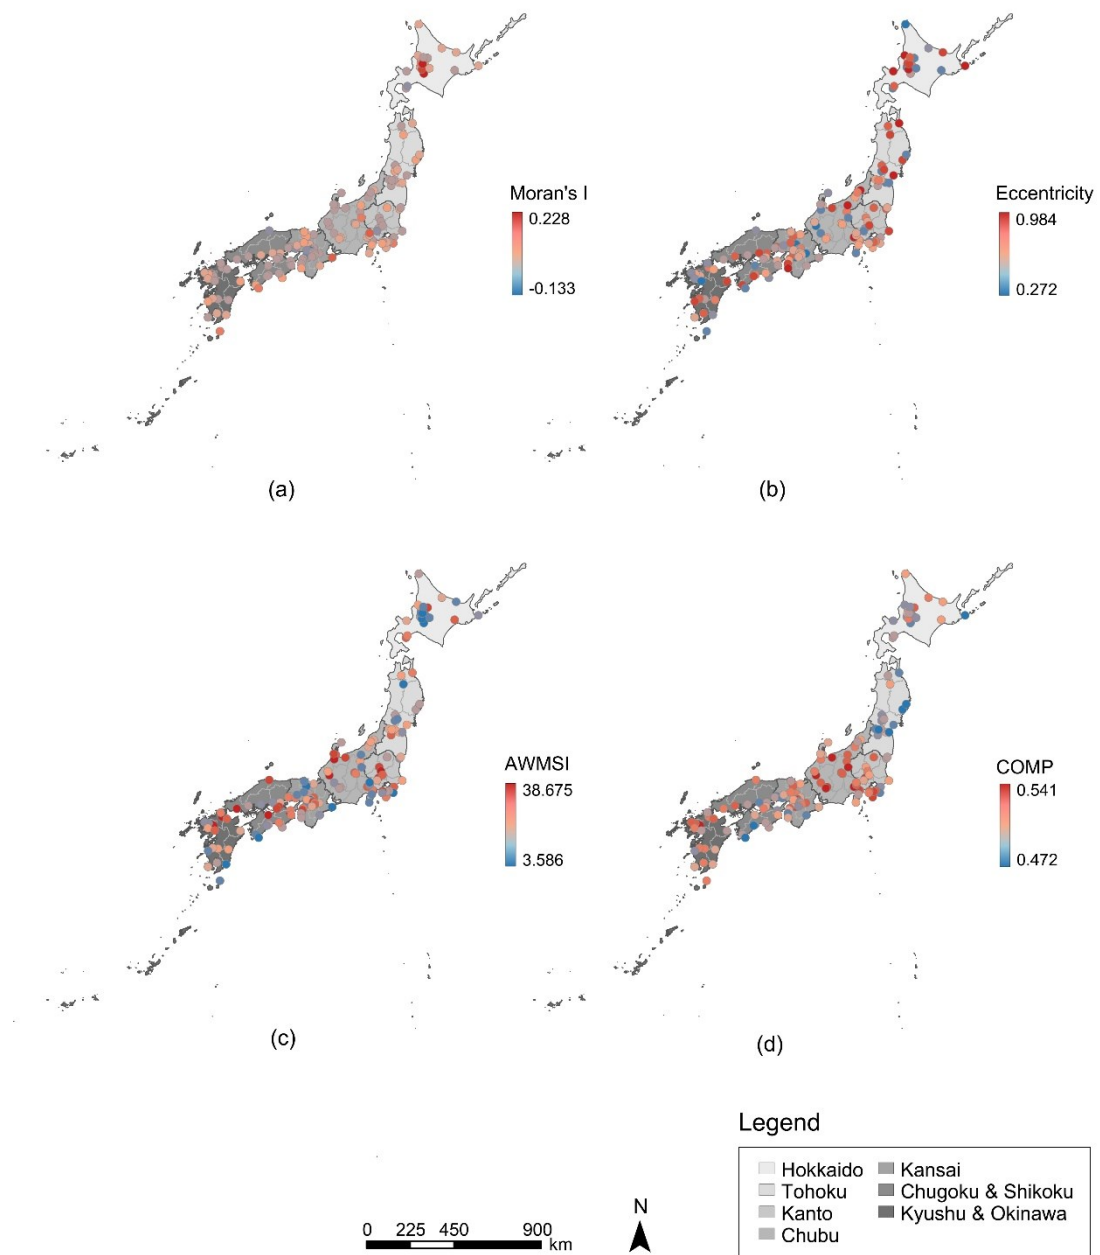 Moran's I
0.228
-0.133
(a)
Eccentricity
0.984
0.272
(b)
AWMSI
38.675
3.586
(c)
COMP
0.541
0.472
(d)
Legend
Hokkaido
Tohoku
Kanto
Chubu
Kansai
Chugoku & Shikoku
Kyushu & Okinawa
0 225 450 900
km
N